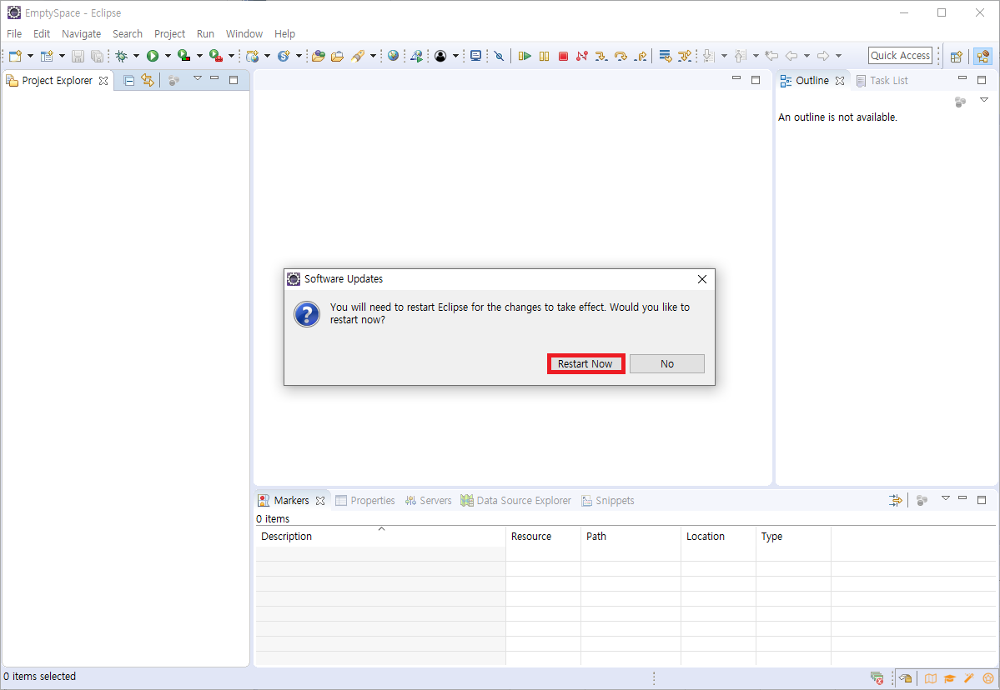 EmptySpace - Eclipse
File Edit Navigate Search Project Run Window Help
Quick Access
Project Explorer
Outline Task List
An outline is not available.
Software Updates
You will need to restart Eclipse for the changes to take effect. Would you like to
restart now?
Restart Now No
Markers Properties Servers Data Source Explorer Snippets
0 items
Description Resource Path Location Type
0 items selected